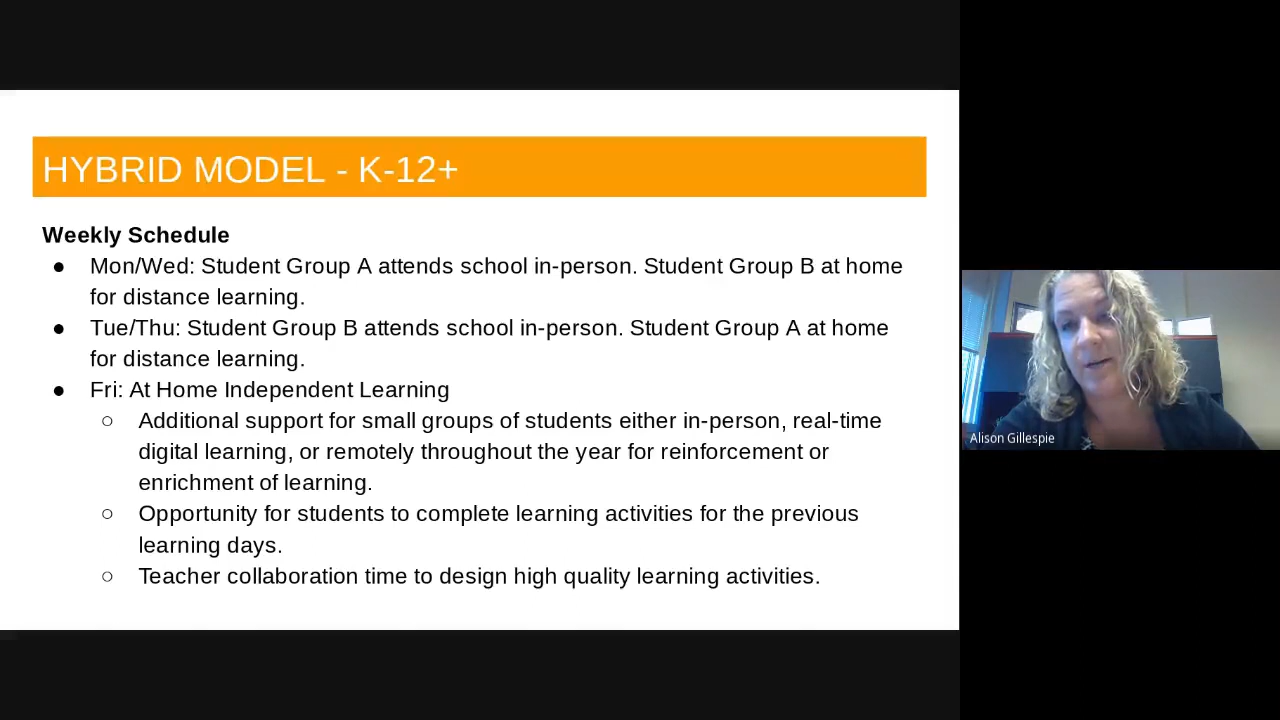 HYBRID MODEL - K-12+
Weekly Schedule
● Mon/Wed: Student Group A attends school in-person. Student Group B at home
for distance learning.
● Tue/Thu: Student Group B attends school in-person. Student Group A at home
for distance learning.
● Fri: At Home Independent Learning
○ Additional support for small groups of students either in-person, real-time
digital learning, or remotely throughout the year for reinforcement or
enrichment of learning.
○ Opportunity for students to complete learning activities for the previous
learning days.
○ Teacher collaboration time to design high quality learning activities.
Alison Gillespie